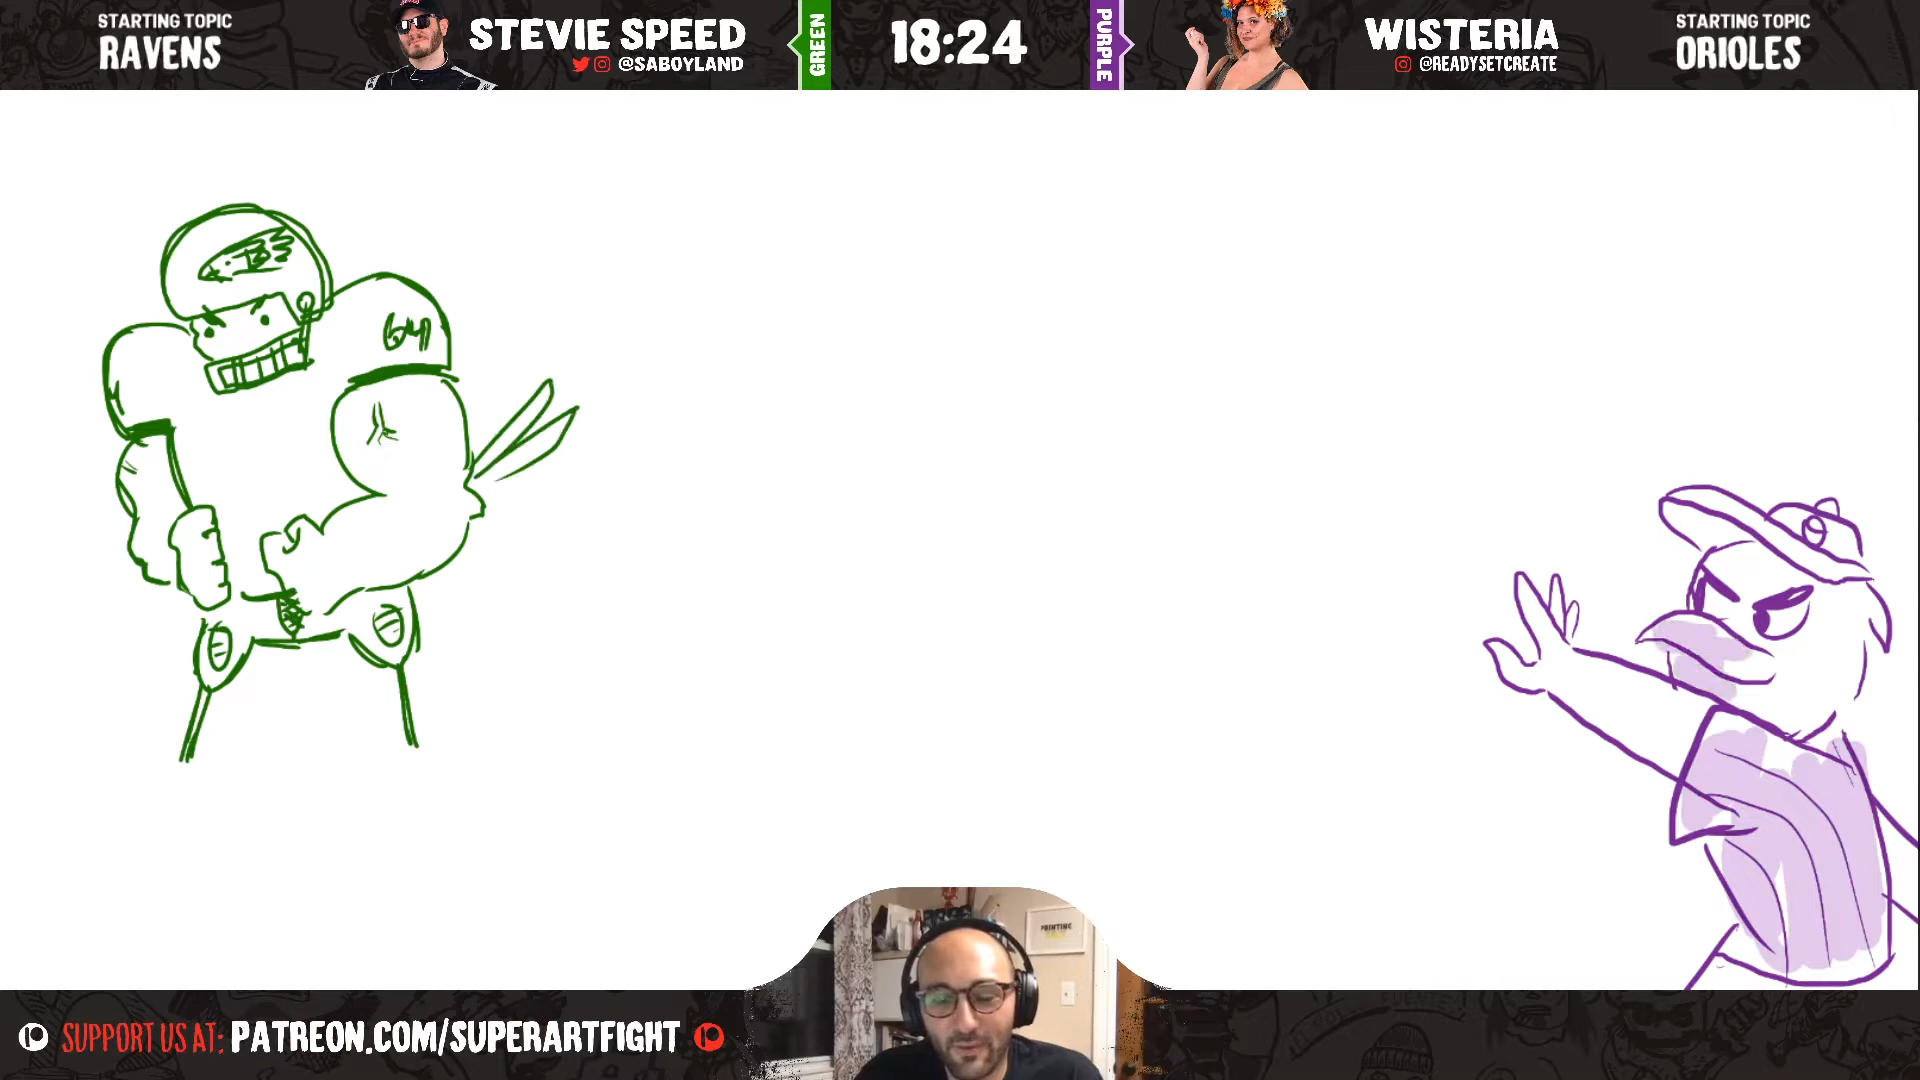 STARTING TOPIC
RAVENS
STEVIE SPEED
@SABOYLAND
GREEN
18:24
PURPLE
WISTERIA
@READYSETCREATE
STARTING TOPIC
ORIOLES
B
64
PRINTING
SUPPORT US AT: PATREON.COM/SUPERARTFIGHT